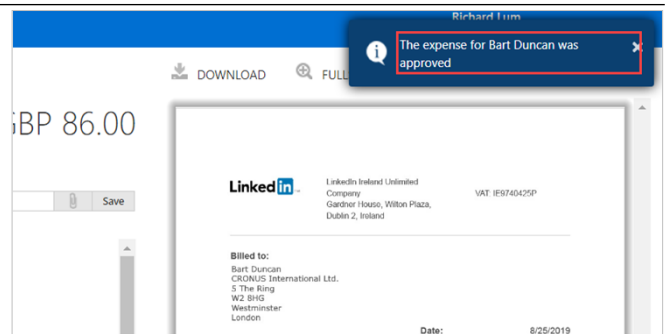 Richard Lum
The expense for Bart Duncan was
approved
DOWNLOAD
FULL
GBP 86.00
Save
Linked in
LinkedIn Ireland Unlimited
Company
Gardner House, Wilton Plaza,
Dublin 2, Ireland
VAT: IE9740425P
Billed to:
Bart Duncan
CRONUS International Ltd.
5 The Ring
W2 8HG
Westminster
London
Date: 8/25/2019